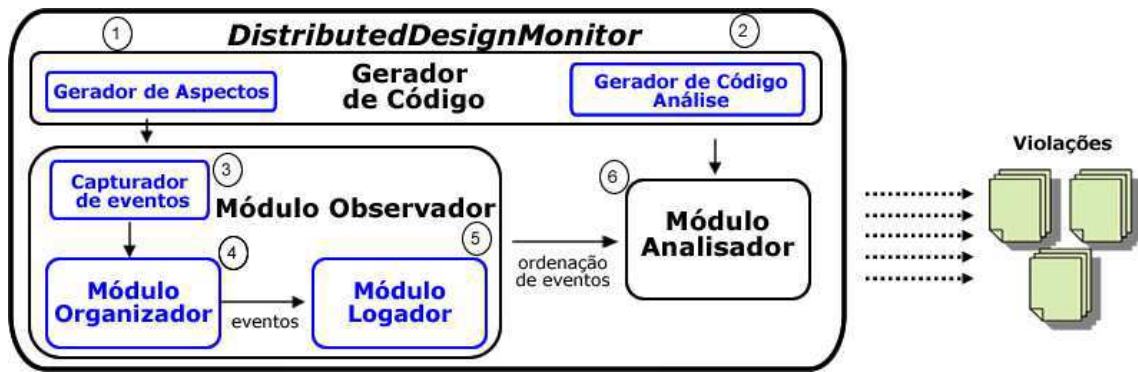 1
DistributedDesignMonitor
2
Gerador de Aspectos
Gerador
de Código
Gerador de Código
Análise
3
Capturador
de eventos
Módulo Observador
4
Módulo
Organizador
eventos
5
Módulo
Logador
ordenação
de eventos
6
Módulo
Analisador
Violações